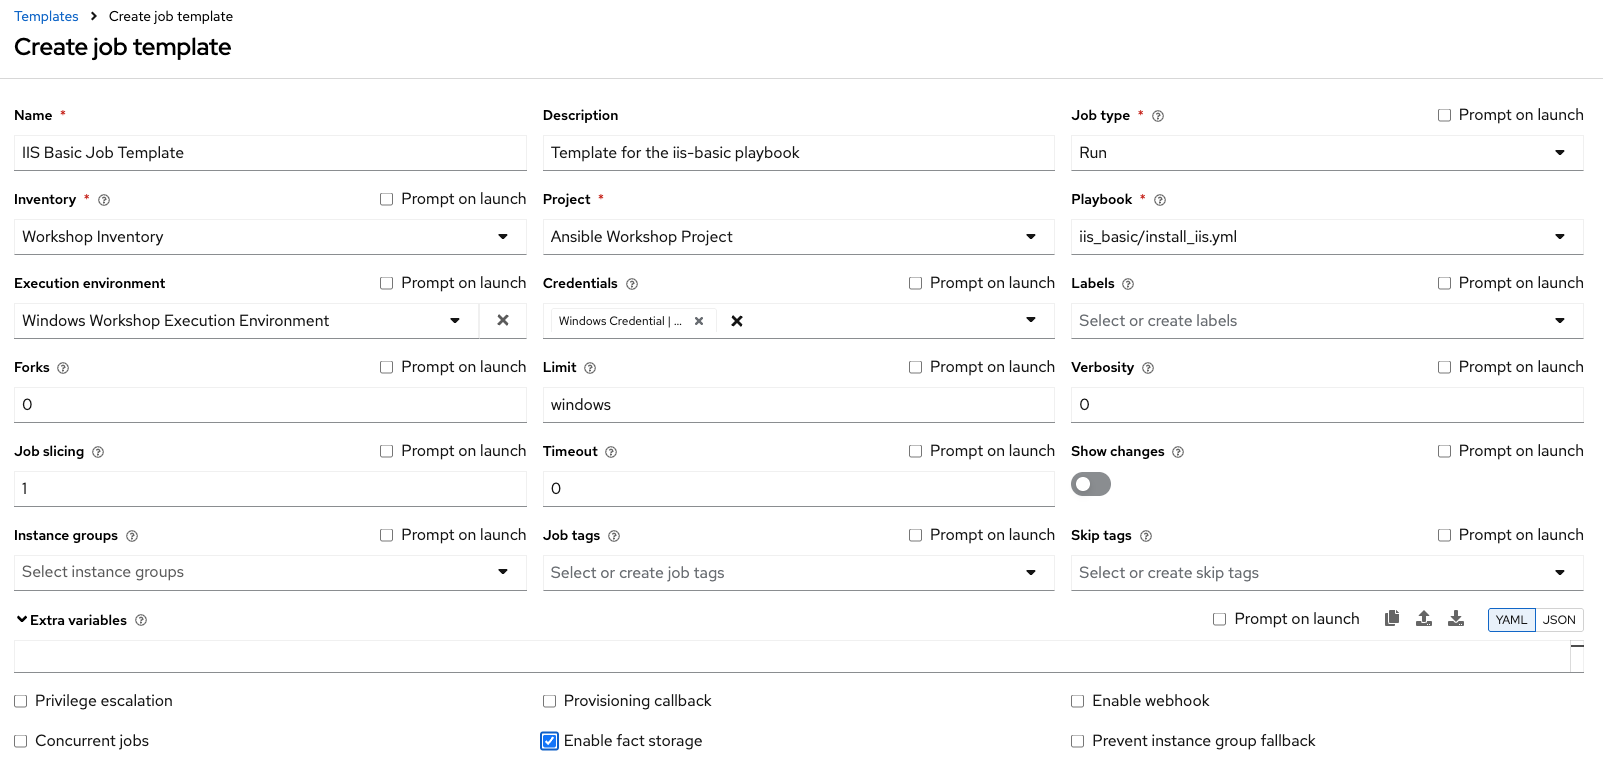 Templates > Create job template
Create job template
Name * Description Job type * Prompt on launch
IIS Basic Job Template Template for the iis-basic playbook Run
Inventory * Prompt on launch Project * Playbook *
Workshop Inventory Ansible Workshop Project iis_basic/install_iis.yml
Execution environment Prompt on launch Credentials Prompt on launch Labels Prompt on launch
Windows Workshop Execution Environment Windows Credential | ... Select or create labels
Forks Prompt on launch Limit Prompt on launch Verbosity Prompt on launch
0 windows 0
Job slicing Prompt on launch Timeout Prompt on launch Show changes Prompt on launch
1 0
Instance groups Prompt on launch Job tags Prompt on launch Skip tags Prompt on launch
Select instance groups Select or create job tags Select or create skip tags
Extra variables Prompt on launch YAML JSON
Privilege escalation Provisioning callback Enable webhook
Concurrent jobs Enable fact storage Prevent instance group fallback